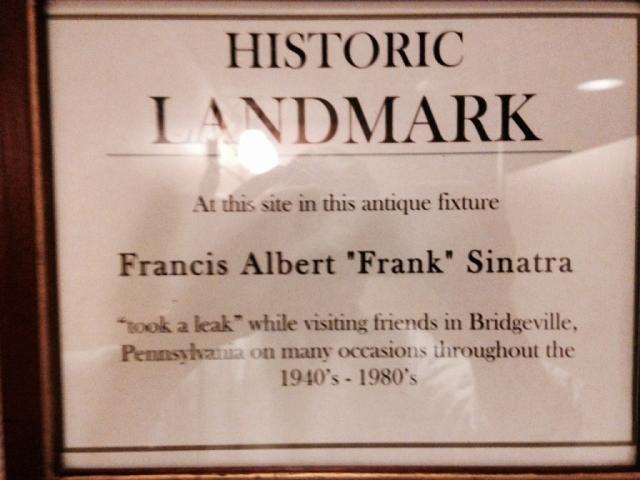 HISTORIC
LANDMARK
At this site in this antique fixture
Francis Albert "Frank" Sinatra
“took a leak” while visiting friends in Bridgeville,
Pennsylvania on many occasions throughout the
1940's - 1980's